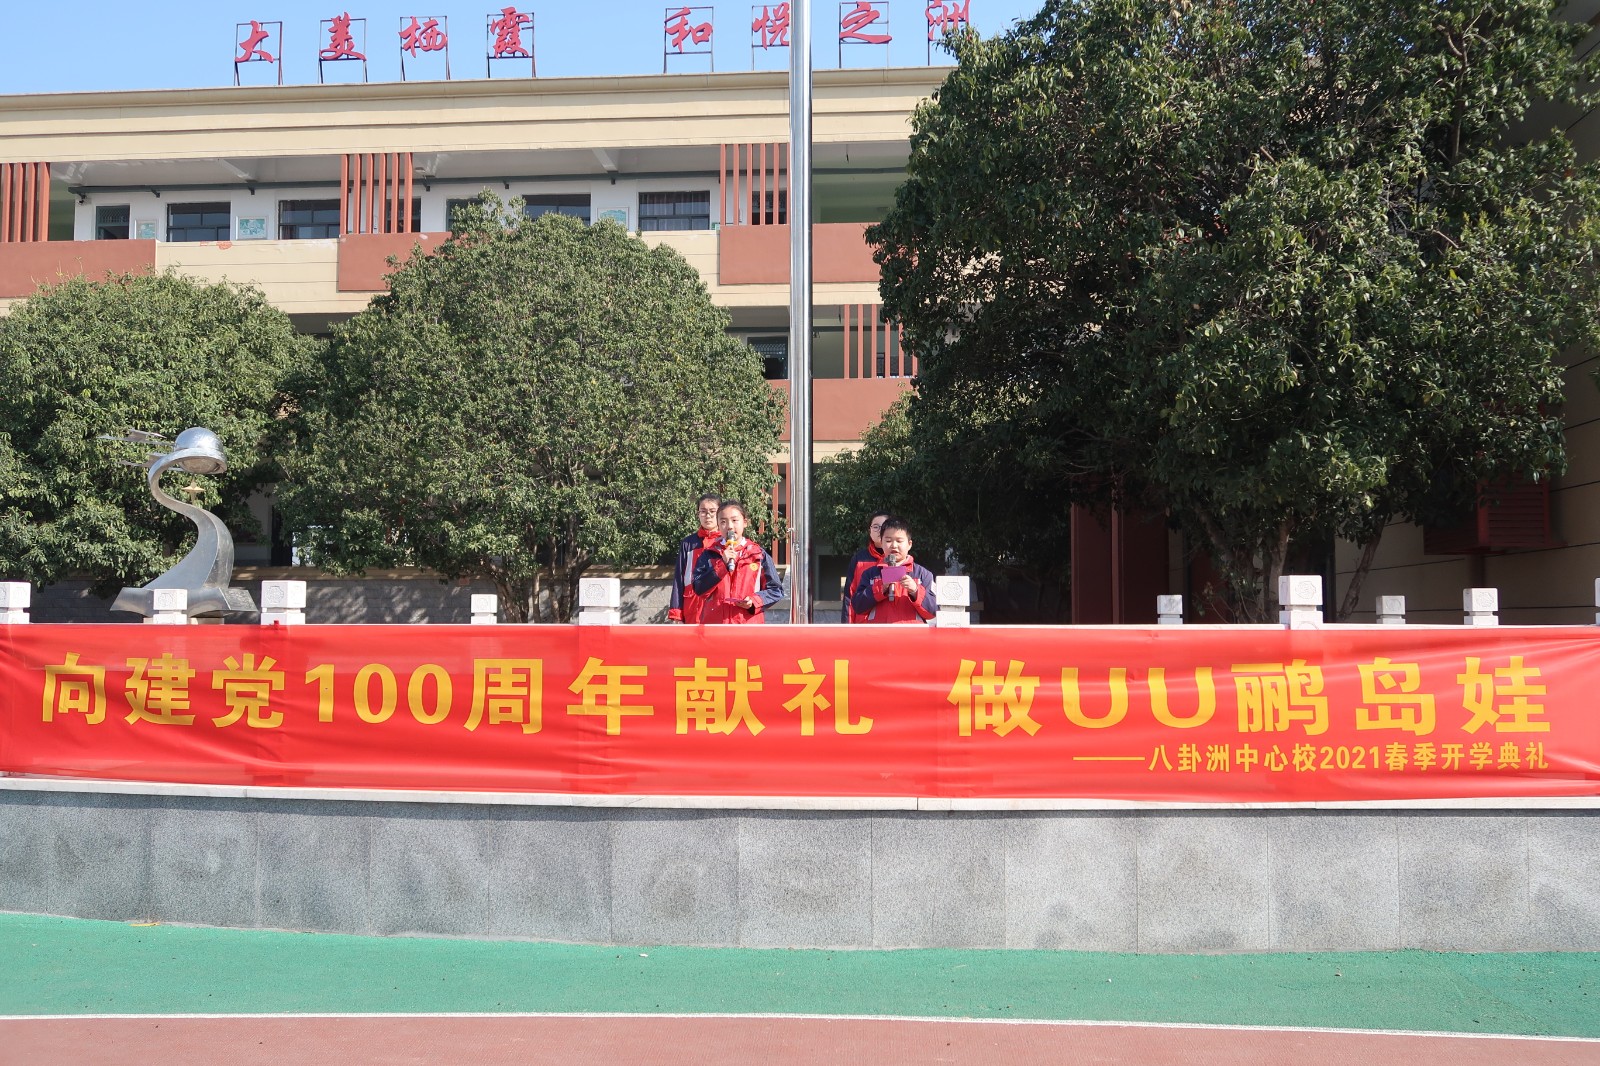 大美栖霞 和悦之洲
向建党100周年献礼 做UU鹂岛娃
——八卦洲中心校2021春季开学典礼